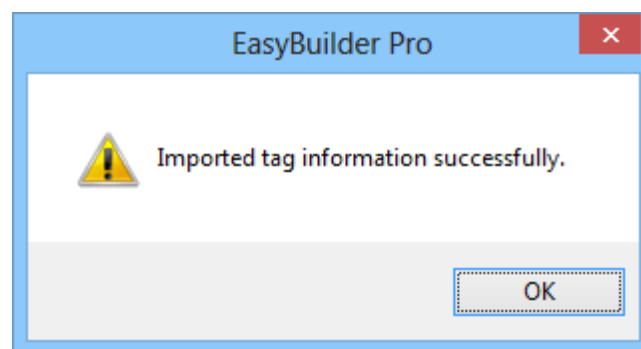 EasyBuilder Pro
Imported tag information successfully.
OK